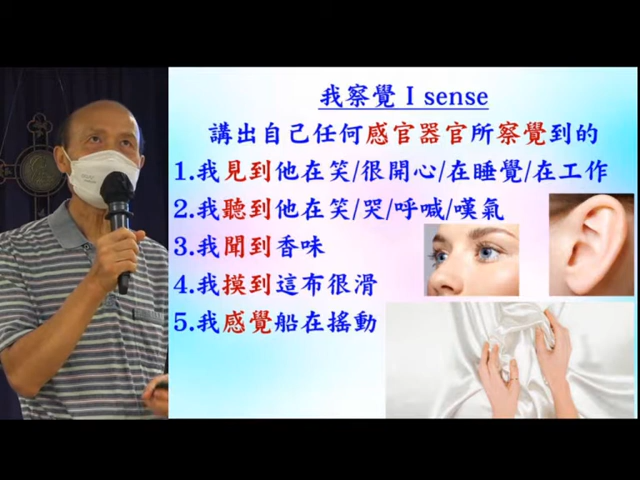 我察覺 I sense
講出自己任何感官器官所察覺到的
1.我見到他在笑/很開心/在睡覺/在工作
2.我聽到他在笑/哭/呼喊/嘆氣
3.我聞到香味
4.我摸到這布很滑
5.我感覺船在搖動